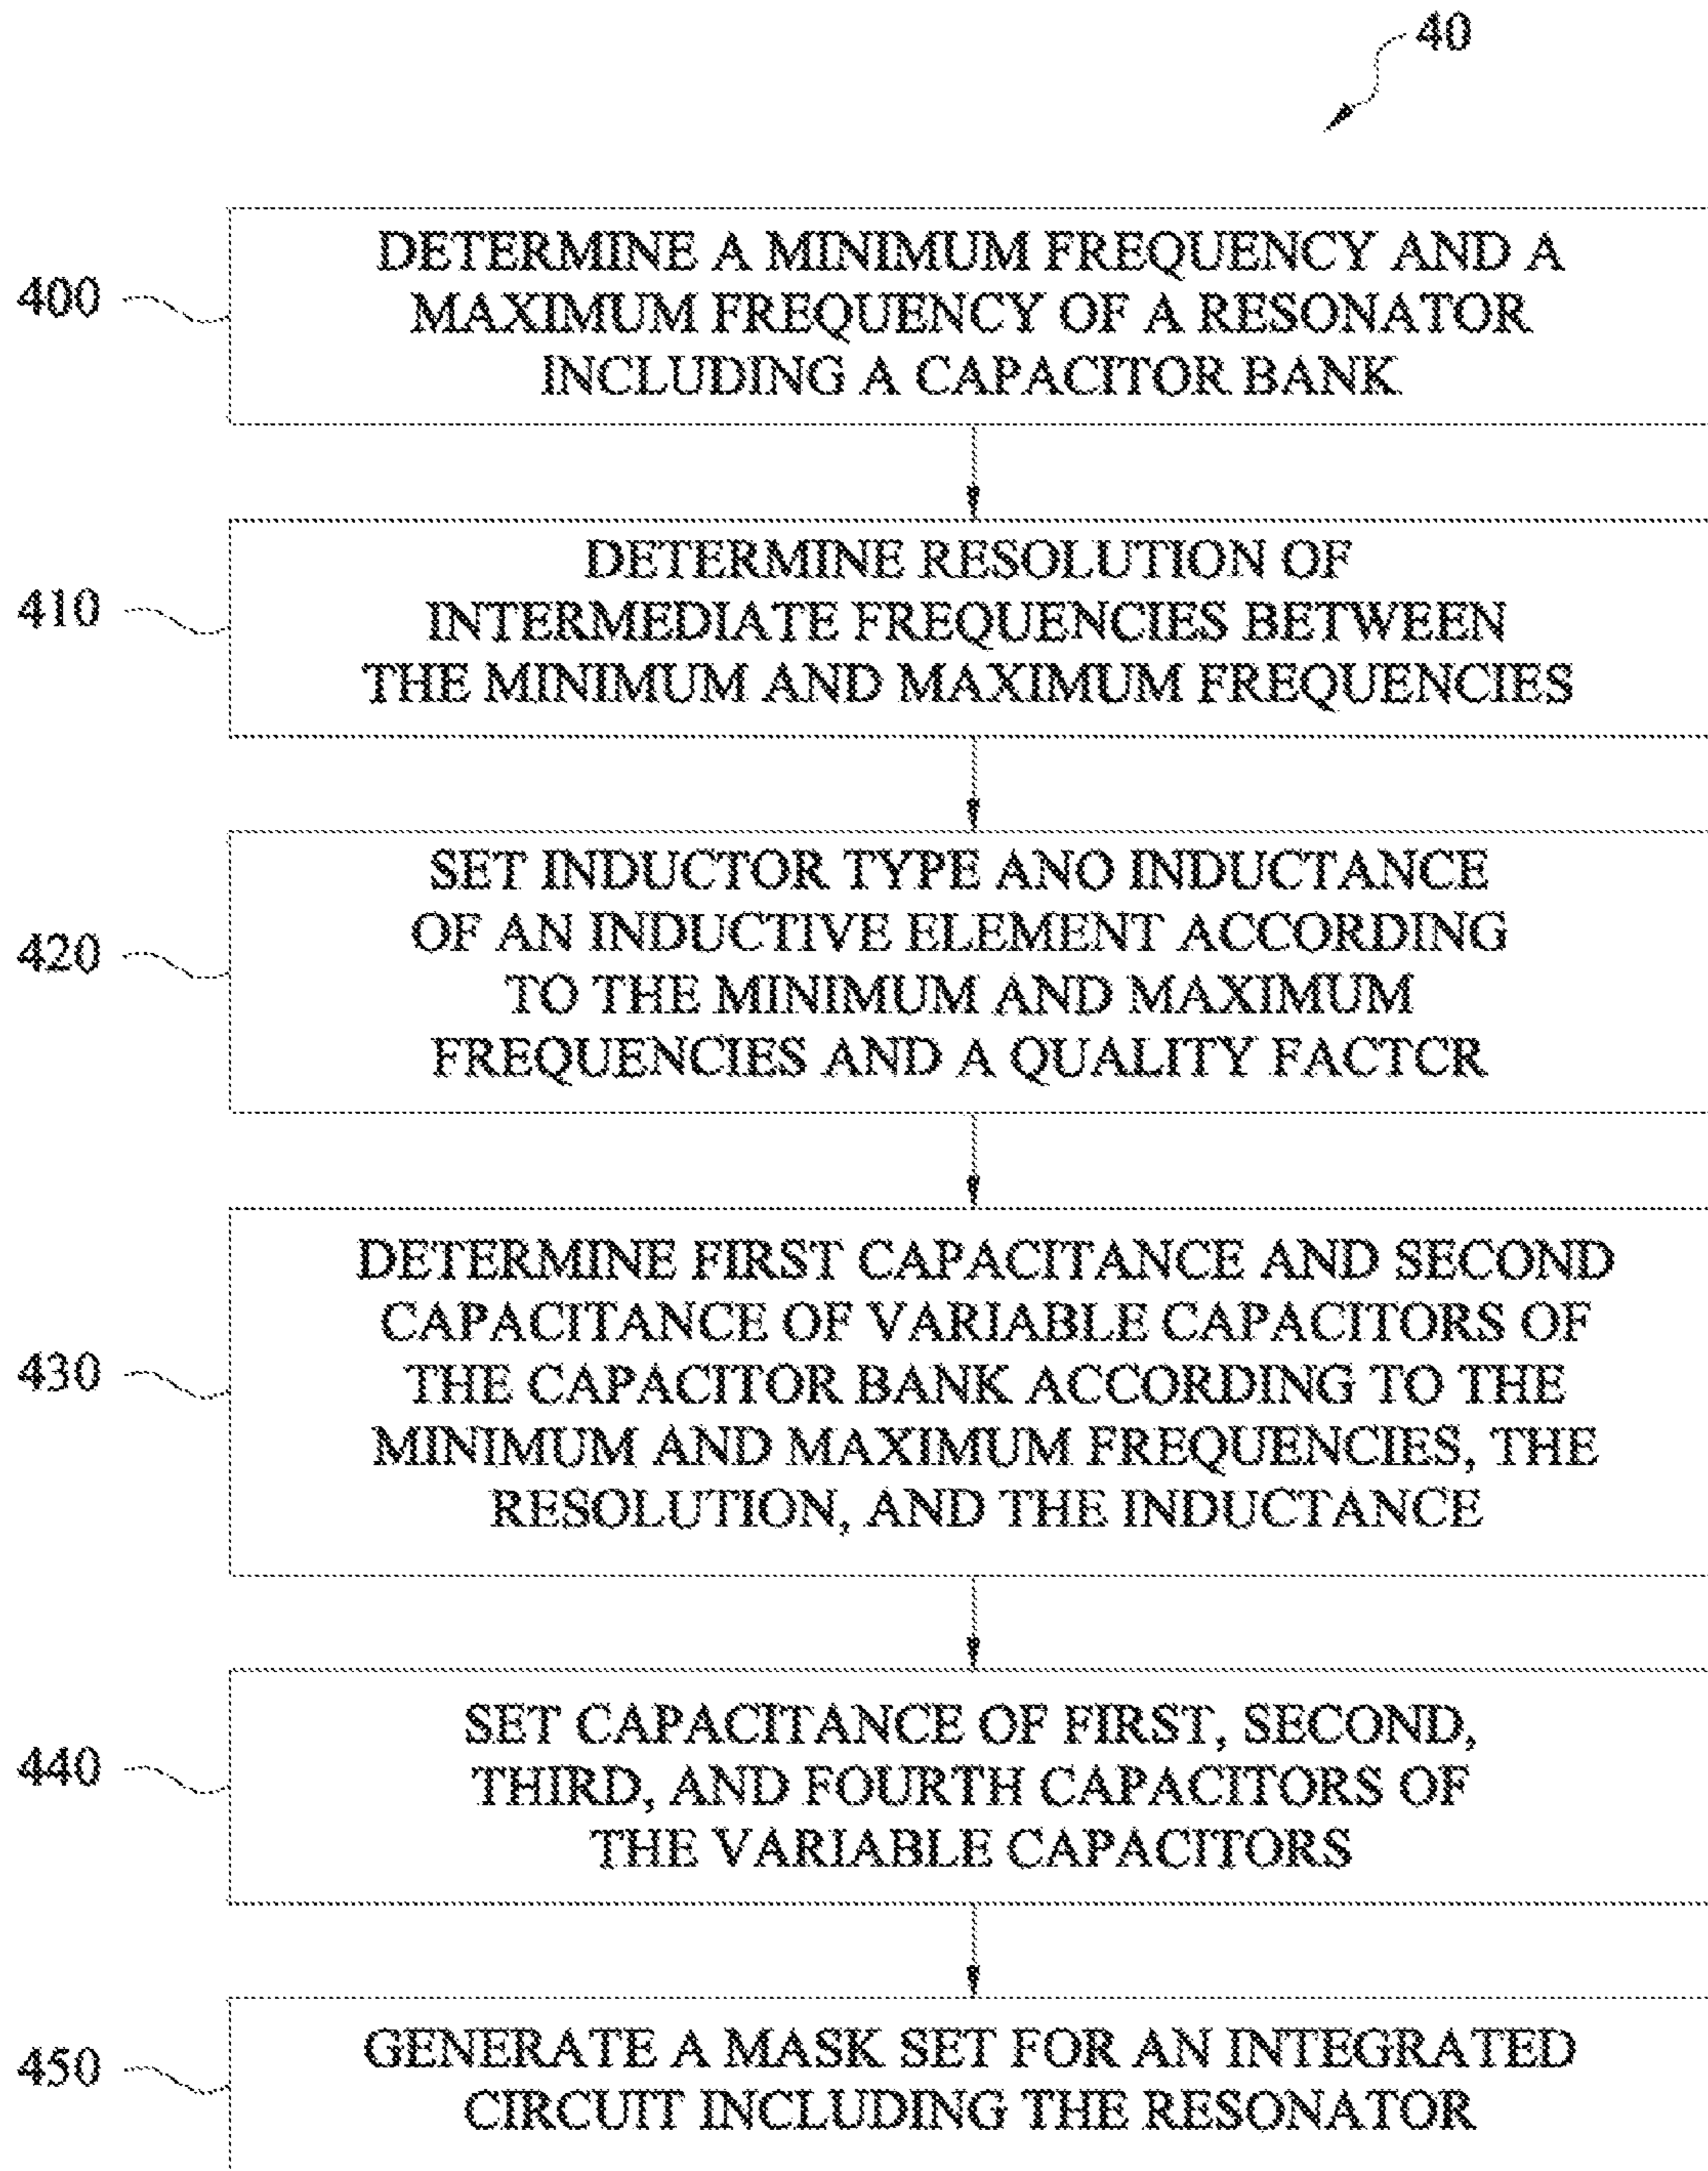 40
400
DETERMINE A MINIMUM FREQUENCY AND A
MAXIMUM FREQUENCY OF A RESONATOR
INCLUDING A CAPACITOR BANK
410
DETERMINE RESOLUTION OF
INTERMEDIATE FREQUENCIES BETWEEN
THE MINIMUM AND MAXIMUM FREQUENCIES
420
SET INDUCTOR TYPE ANO INDUCTANCE
OF AN INDUCTIVE ELEMENT ACCORDING
TO THE MINIMUM AND MAXIMUM
FREQUENCIES AND A QUALITY FACTCR
430
DETERMINE FIRST CAPACITANCE AND SECOND
CAPACITANCE OF VARIABLE CAPACITORS OF
THE CAPACITOR BANK ACCORDING TO THE
MINIMUM AND MAXIMUM FREQUENCIES, THE
RESOLUTION, AND THE INDUCTANCE
440
SET CAPACITANCE OF FIRST, SECOND,
THIRD, AND FOURTH CAPACITORS OF
THE VARIABLE CAPACITORS
450
GENERATE A MASK SET FOR AN INTEGRATED
CIRCUIT INCLUDING THE RESONATOR